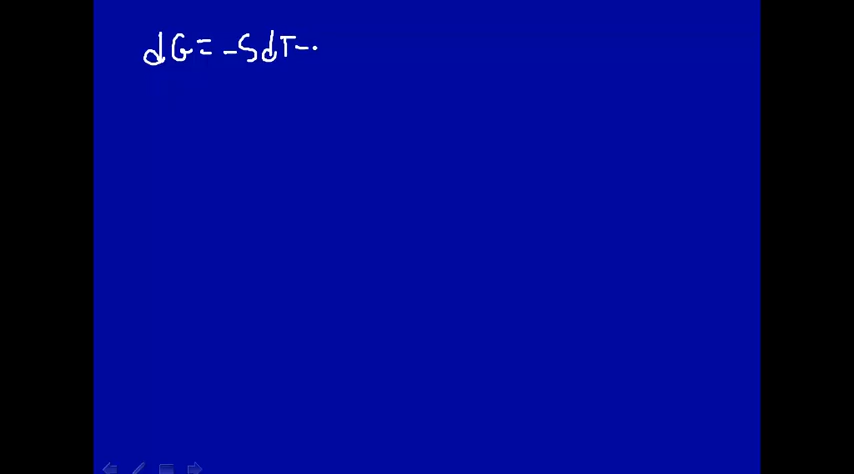 dG = -SdT-